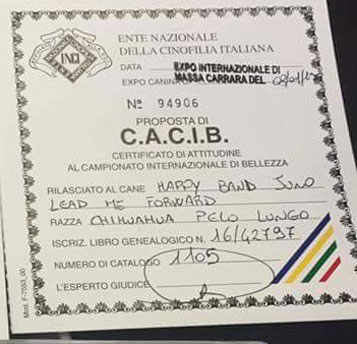 ENTE NAZIONALE
DELLA CINOFILIA ITALIANA
ENCI
DATA EXPO INTERNAZIONALE DI
EXPO CANINA MASSA CARRARA DEL
Nº 94906
PROPOSTA DI
C.A.C.I.B.
CERTIFICATO DI ATTITUDINE
AL CAMPIONATO INTERNAZIONALE DI BELLEZZA
RILASCIATO AL CANE HAPPY BAND JUNO
LEAD ME FORWARD
RAZZA CHIHUAHUA PELO LUNGO
ISCRIZ. LIBRO GENEALOGICO N. 16/42797
NUMERO DI CATALOGO 1105
L'ESPERTO GIUDICE
Mod. F-7553_00